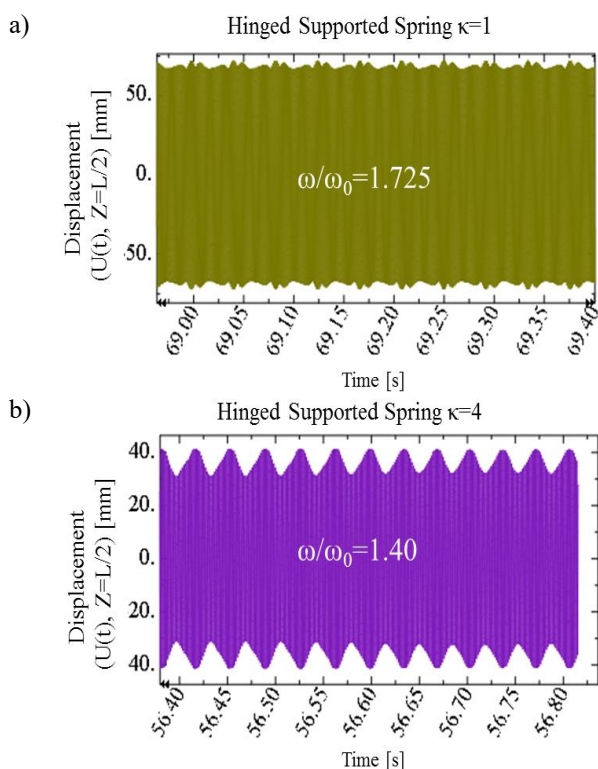 a)
Hinged Supported Spring κ=1
Displacement
(U(t), Z=L/2) [mm]
50.
0.
50.
ω/ω0=1.725
69.00
69.05
69.10
69.15
69.20
69.25
69.30
69.35
69.40
Time [s]
b)
Hinged Supported Spring κ=4
Displacement
(U(t), Z=L/2) [mm]
40.
20.
0.
20.
40.
ω/ω0=1.40
56.40
56.45
56.50
56.55
56.60
56.65
56.70
56.75
56.80
Time [s]